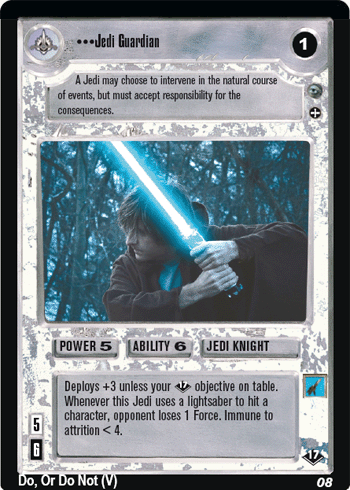 •••Jedi Guardian
1
A Jedi may choose to intervene in the natural course
of events, but must accept responsibility for the
consequences.
POWER 5 ABILITY 6 JEDI KNIGHT
Deploys +3 unless your objective on table.
Whenever this Jedi uses a lightsaber to hit a
character, opponent loses 1 Force. Immune to
attrition < 4.
5
6
17
Do, Or Do Not (V) 08